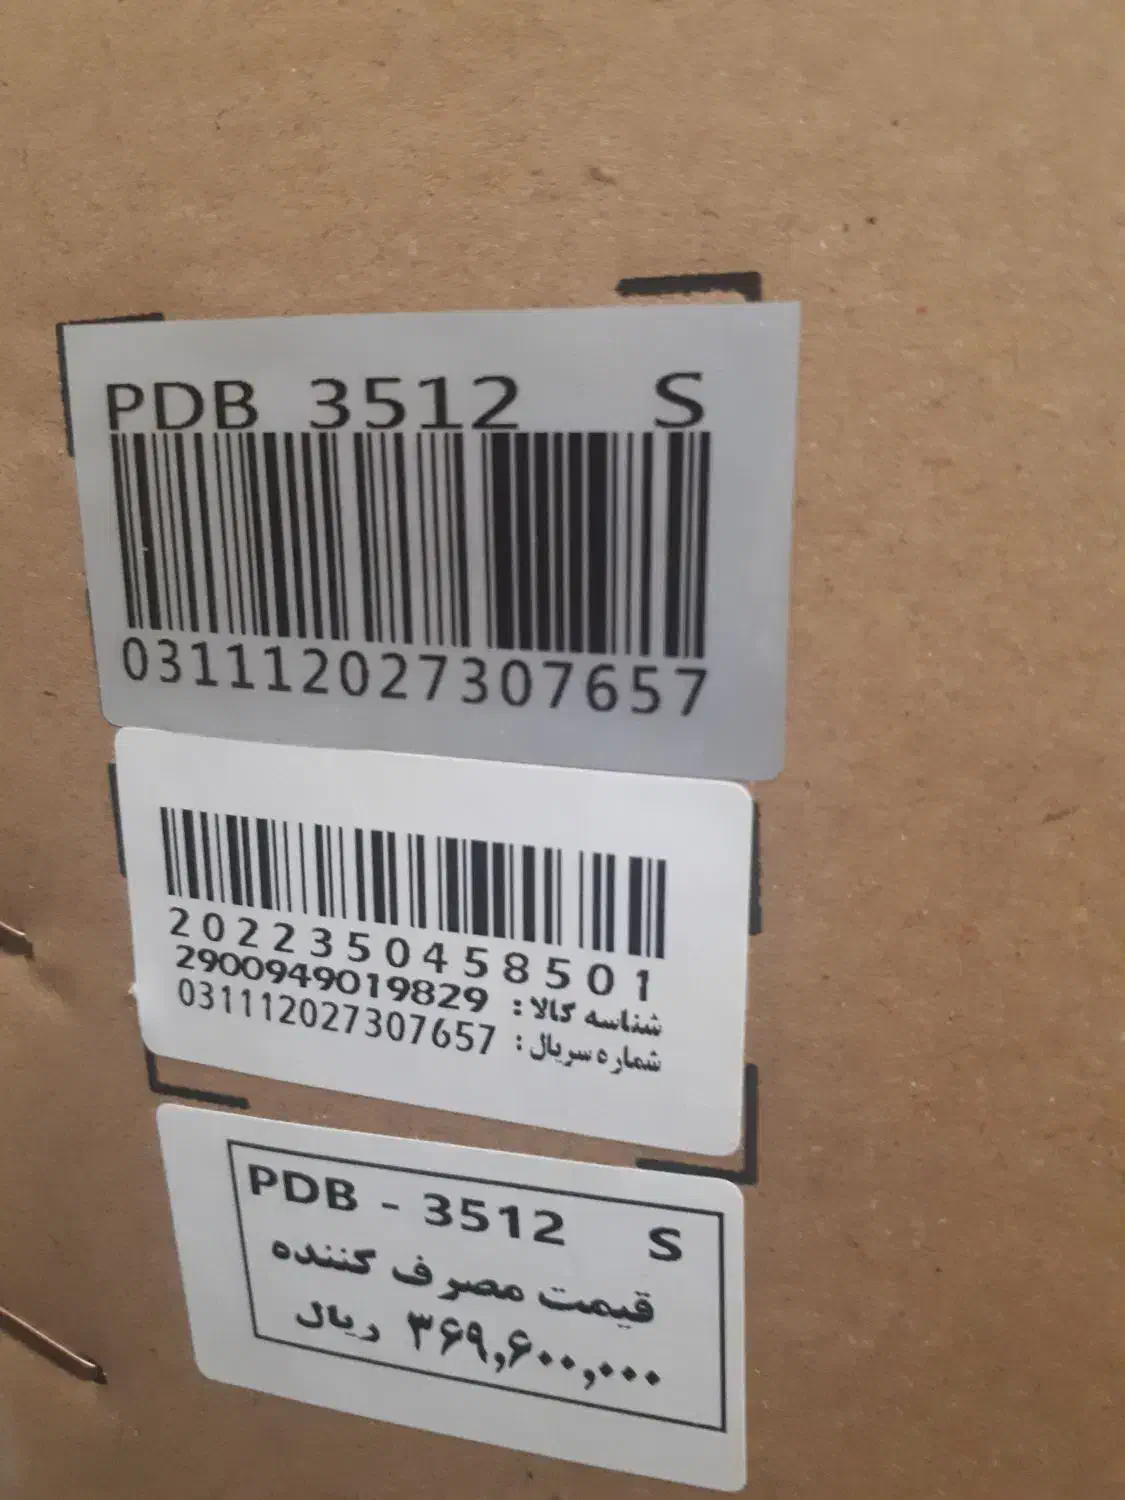 PDB 3512 S
031112027307657
2022350458501
شناسه کالا: 2900949019829
شماره سریال: 031112027307657
PDB - 3512 S
قیمت مصرف کننده
۳۶۹,۶۰۰,۰۰۰ ریال